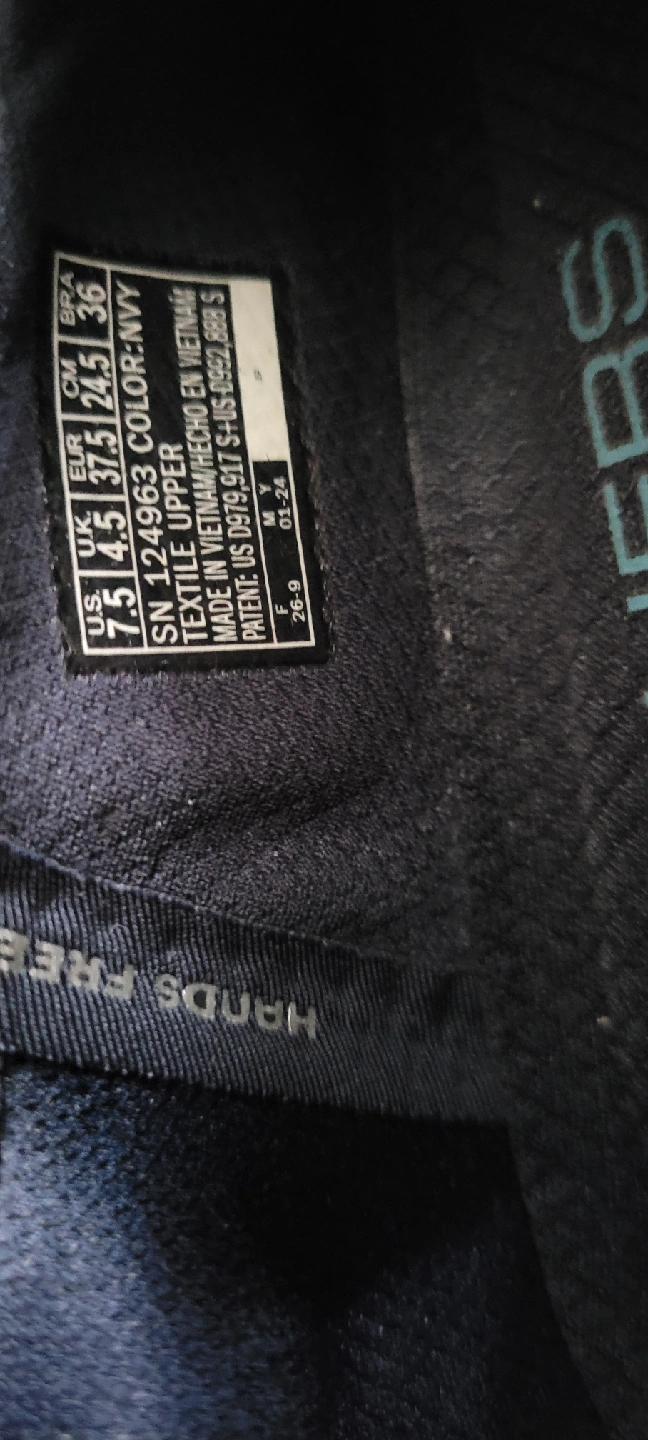 U.S. UK. EUR CM BRA
7.5 4.5 37.5 24.5 36
SN 124963 COLOR:NVY
TEXTILE UPPER
MADE IN VIETNAM/HECHO EN VIETNAM
PATENT: US D979,917 S+US D992,888 S
F M Y
26-9 01-24
HANDS FREE